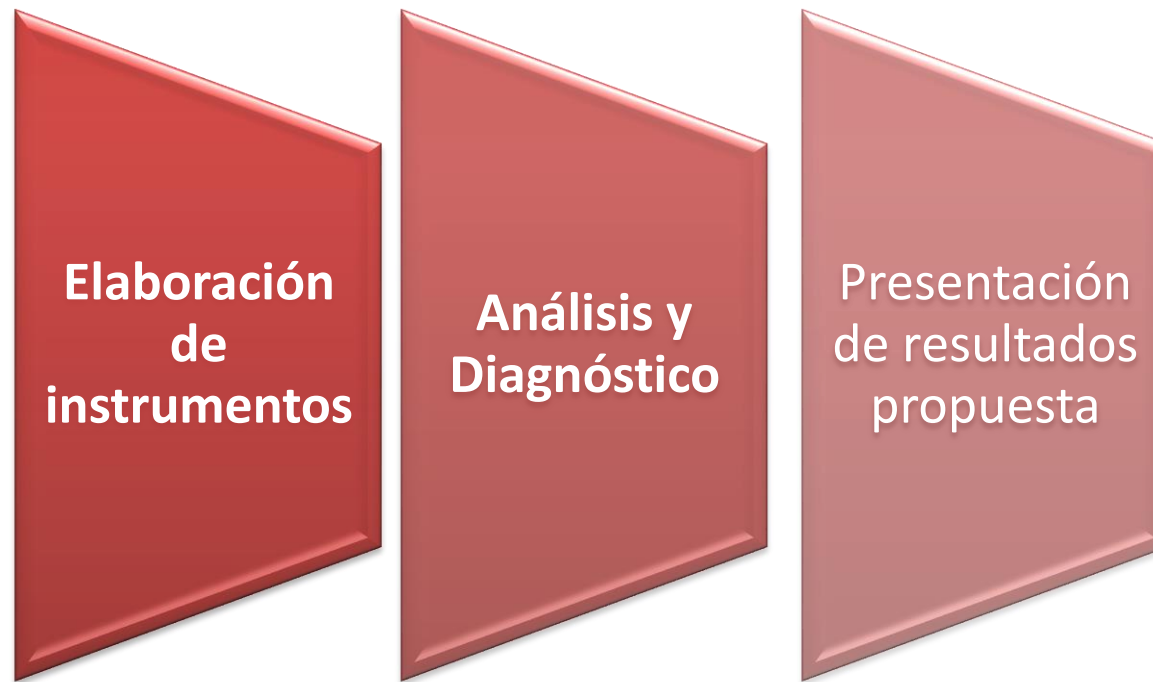 Elaboración
de
instrumentos
Análisis y
Diagnóstico
Presentación
de resultados
propuesta